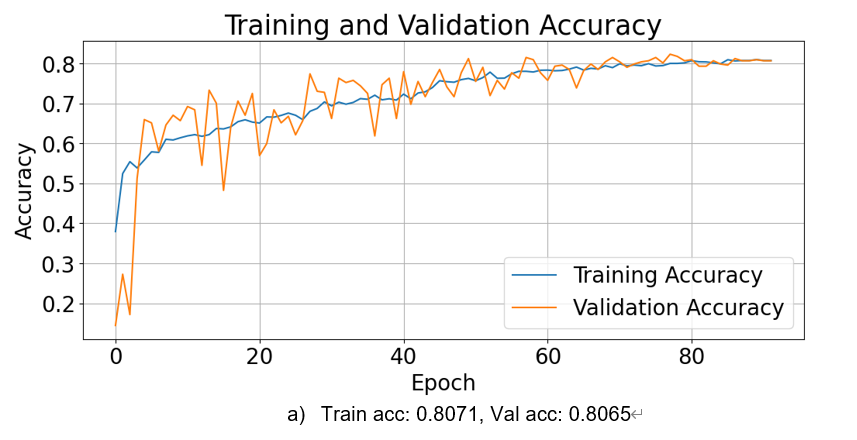 Training and Validation Accuracy
Accuracy
0.8
0.7
0.6
0.5
0.4
0.3
0.2
Training Accuracy
Validation Accuracy
0 20 40 60 80
Epoch
a) Train acc: 0.8071, Val acc: 0.8065↵